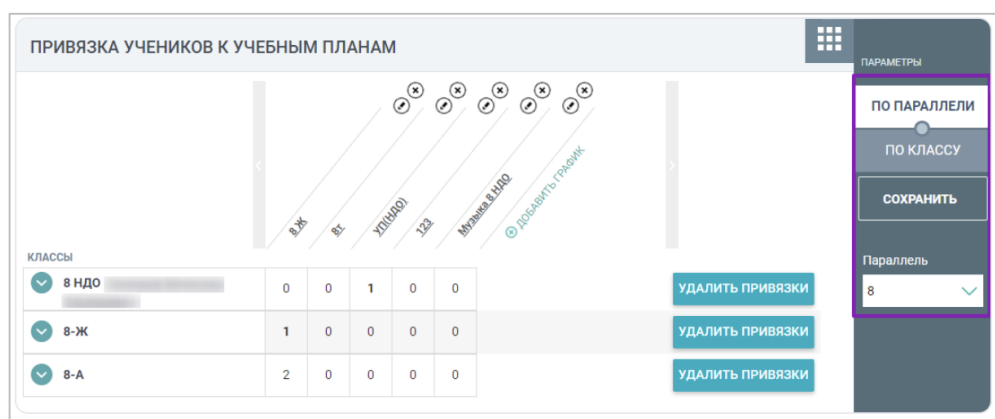 ПРИВЯЗКА УЧЕНИКОВ К УЧЕБНЫМ ПЛАНАМ
ПАРАМЕТРЫ
ПО ПАРАЛЛЕЛИ
ПО КЛАССУ
СОХРАНИТЬ
Параллель
8
8 Ж
8т
УП(НДО)
123
Музыка 8 НДО
ДОБАВИТЬ ГРАФИК
КЛАССЫ
8 НДО 0 0 1 0 0 УДАЛИТЬ ПРИВЯЗКИ
8-Ж 1 0 0 0 0 УДАЛИТЬ ПРИВЯЗКИ
8-А 2 0 0 0 0 УДАЛИТЬ ПРИВЯЗКИ